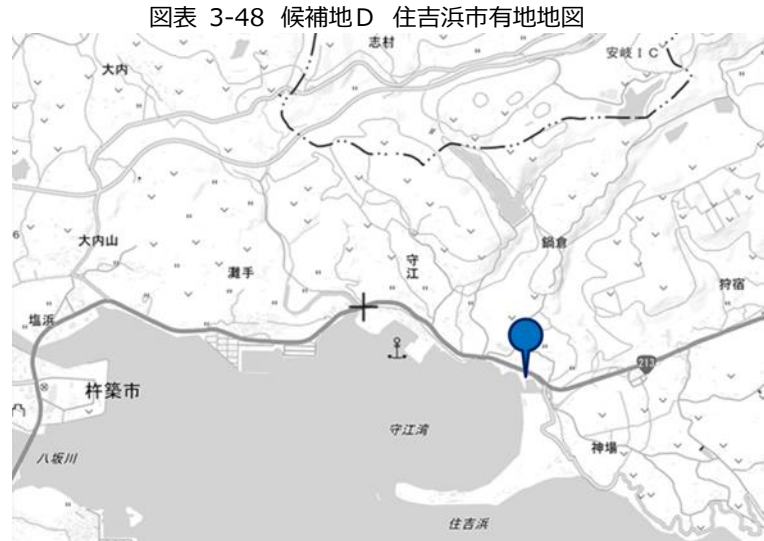 図表 3-48 候補地D 住吉浜市有地地図
志村
安岐IC
大内
6
大内山
鍋倉
守江
灘手
狩宿
塩浜
213
杵築市
守江湾
神場
八坂川
住吉浜